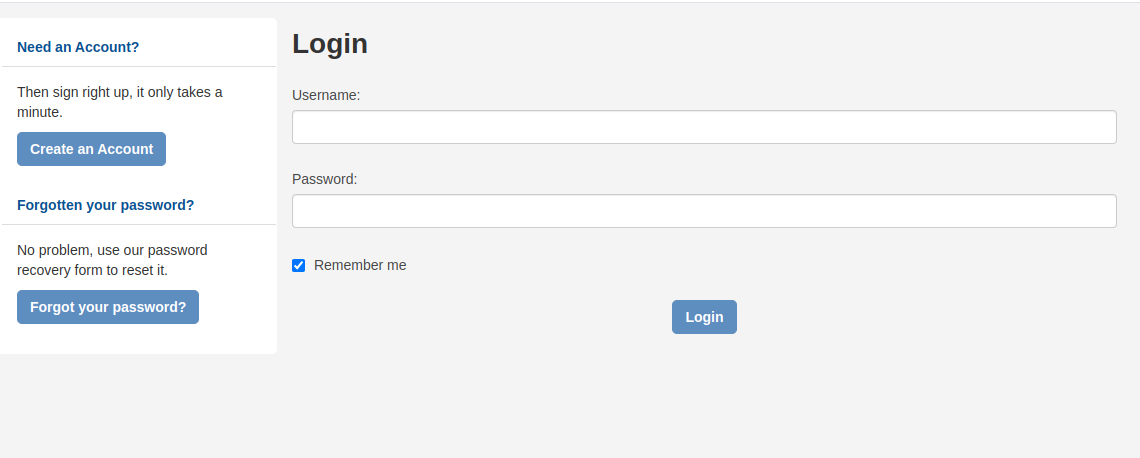 Need an Account?
Then sign right up, it only takes a
minute.
Create an Account
Forgotten your password?
No problem, use our password
recovery form to reset it.
Forgot your password?
Login
Username:
Password:
Remember me
Login